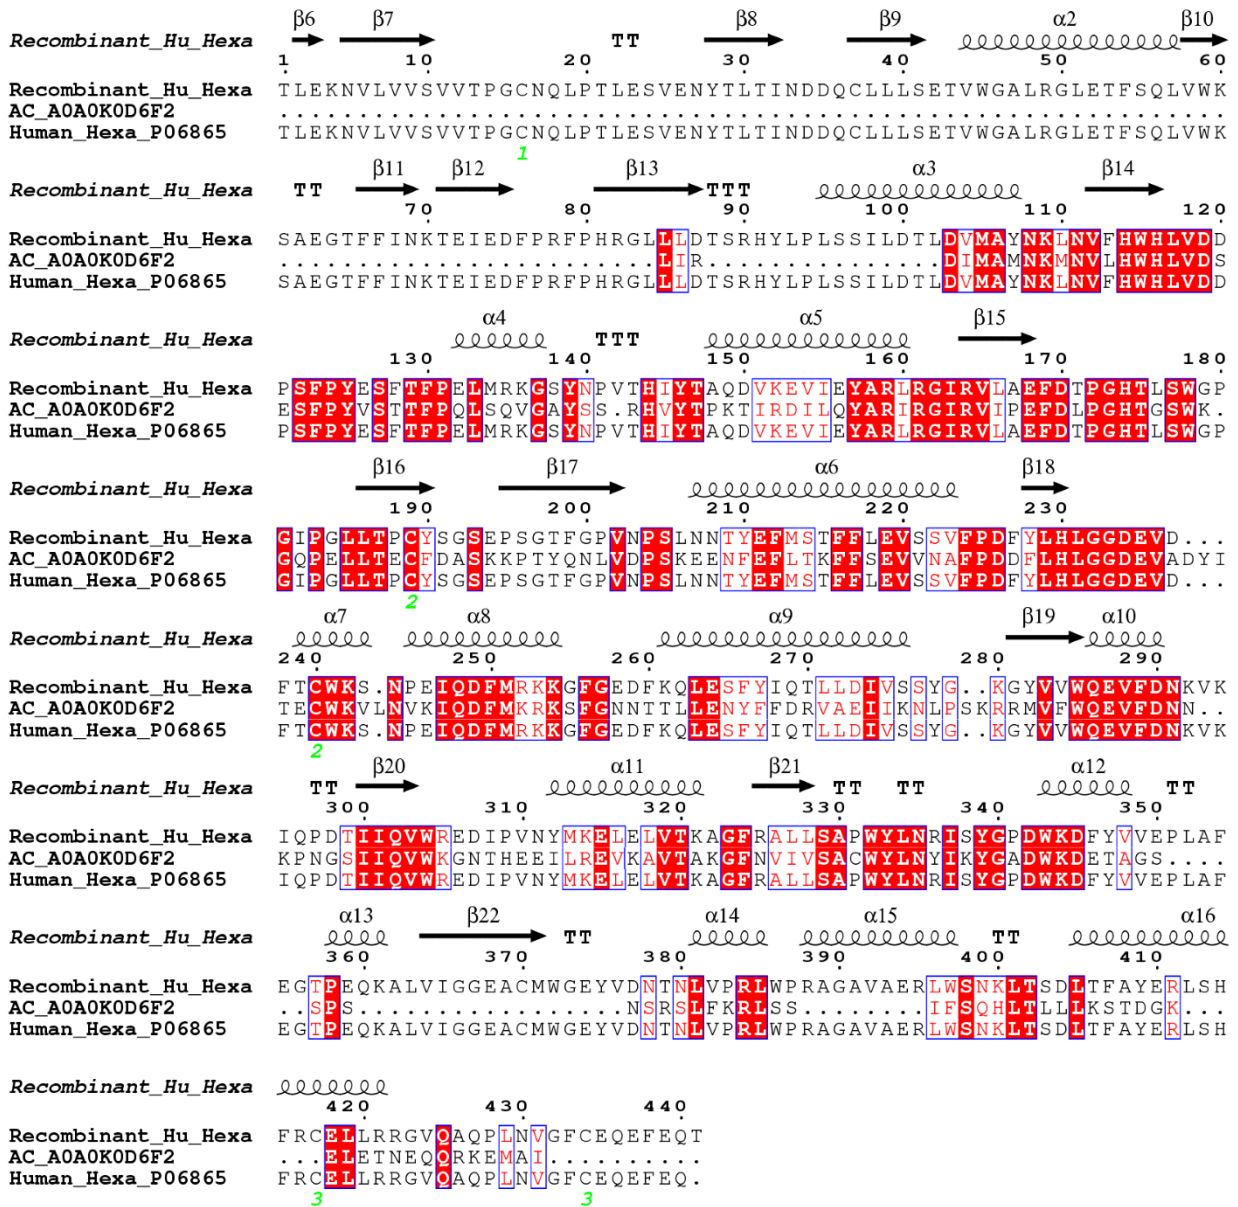 β6 β7 β8 β9 α2 β10
Recombinant_Hu_Hexa TT
1 10 20 30 40 50 60
Recombinant_Hu_Hexa TLEKNVLVVSVVTPGCNQLPTLESVENYTLTINDDQCLLLSETVWGALRGLETFSQLVWK
AC_A0A0K0D6F2 ............................................................
Human_Hexa_P06865 TLEKNVLVVSVVTPGCNQLPTLESVENYTLTINDDQCLLLSETVWGALRGLETFSQLVWK
1
β11 β12 β13 α3 β14
Recombinant_Hu_Hexa TT TTT
70 80 90 100 110 120
Recombinant_Hu_Hexa SAEGTFFINKTEIEDFPRFPHRGLLLDTSRHYLPLSSILDTLDVMAYNKLNVFHWHLVDD
AC_A0A0K0D6F2 ........................LIR...............DIMAMNKMNVLHWHLVDS
Human_Hexa_P06865 SAEGTFFINKTEIEDFPRFPHRGLLLDTSRHYLPLSSILDTLDVMAYNKLNVFHWHLVDD
α4 α5 β15
Recombinant_Hu_Hexa TTT
130 140 150 160 170 180
Recombinant_Hu_Hexa PSFPYESFTFPELMRKGSYNPVTHIYTAQDVKEVIEYARLRGIRVLAEFDTPGHTLSWGP
AC_A0A0K0D6F2 ESFPYVSTTFPQLSQVGAYSS.RHVYTPKTIRDILQYARIRGIRVIPEFDLPGHTGSWK.
Human_Hexa_P06865 PSFPYESFTFPELMRKGSYNPVTHIYTAQDVKEVIEYARLRGIRVLAEFDTPGHTLSWGP
β16 β17 α6 β18
Recombinant_Hu_Hexa
190 200 210 220 230
Recombinant_Hu_Hexa GIPGLLTPCYSGSEPSGTFGPVNPSLNNTYEFMSTFFLEVSSVFPDFYLHLGGDEVD...
AC_A0A0K0D6F2 GQPELLTECFDASKKPTYQNLVDPSKEENFEFLTKFFSEVVNAFPDDFLHLGGDEVADYI
Human_Hexa_P06865 GIPGLLTPCYSGSEPSGTFGPVNPSLNNTYEFMSTFFLEVSSVFPDFYLHLGGDEVD...
2
α7 α8 α9 β19 α10
Recombinant_Hu_Hexa
240 250 260 270 280 290
Recombinant_Hu_Hexa FTCWKS.NPEIQDFMRKKGFGEDFKQLESFYIQTLLDIVSSYG..KGYVVWQEVFDNKVK
AC_A0A0K0D6F2 TECWKVLNVKIQDFMKRKSFGNNTTLLENYFFDRVAEIIKNLPSKRRMVFWQEVFDNN..
Human_Hexa_P06865 FTCWKS.NPEIQDFMRKKGFGEDFKQLESFYIQTLLDIVSSYG..KGYVVWQEVFDNKVK
2
β20 α11 β21 α12
Recombinant_Hu_Hexa TT TT TT TT
300 310 320 330 340 350
Recombinant_Hu_Hexa IQPDTIIQVWREDIPVNYMKELELVTKAGFRALLSAPWYLNRISYGPDWKDFYVVEPLAF
AC_A0A0K0D6F2 KPNGSIIQVWKGNTHEEILREVKAVTAKGFNVIVSACWYLNYIKYGADWKDETAGS....
Human_Hexa_P06865 IQPDTIIQVWREDIPVNYMKELELVTKAGFRALLSAPWYLNRISYGPDWKDFYVVEPLAF
α13 β22 α14 α15 α16
Recombinant_Hu_Hexa TT TT
360 370 380 390 400 410
Recombinant_Hu_Hexa EGTPEQKALVIGGEACMWGEYVDNTNLVPRLWPRAGAVAERLWSNKLTSDLTFAYERLSH
AC_A0A0K0D6F2 ..SPS.................NSRSLFKRLSS........IFSQHLTLLKSTDGK...
Human_Hexa_P06865 EGTPEQKALVIGGEACMWGEYVDNTNLVPRLWPRAGAVAERLWSNKLTSDLTFAYERLSH
Recombinant_Hu_Hexa
420 430 440
Recombinant_Hu_Hexa FRCELLRRGVQAQPLNVGFCEQEFEQT
AC_A0A0K0D6F2 ...ELETNEQQRKEMAI..........
Human_Hexa_P06865 FRCELLRRGVQAQPLNVGFCEQEFEQ.
3 3